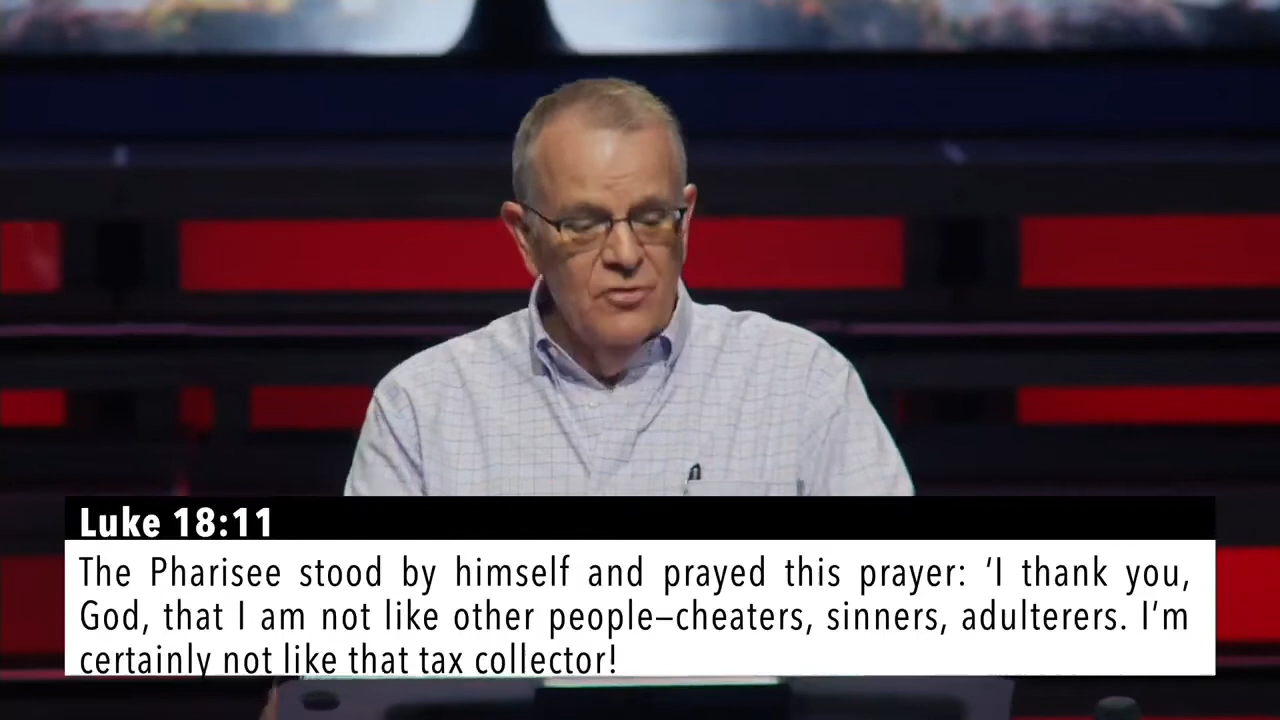 Luke 18:11
The Pharisee stood by himself and prayed this prayer: ‘I thank you,
God, that I am not like other people—cheaters, sinners, adulterers. I’m
certainly not like that tax collector!